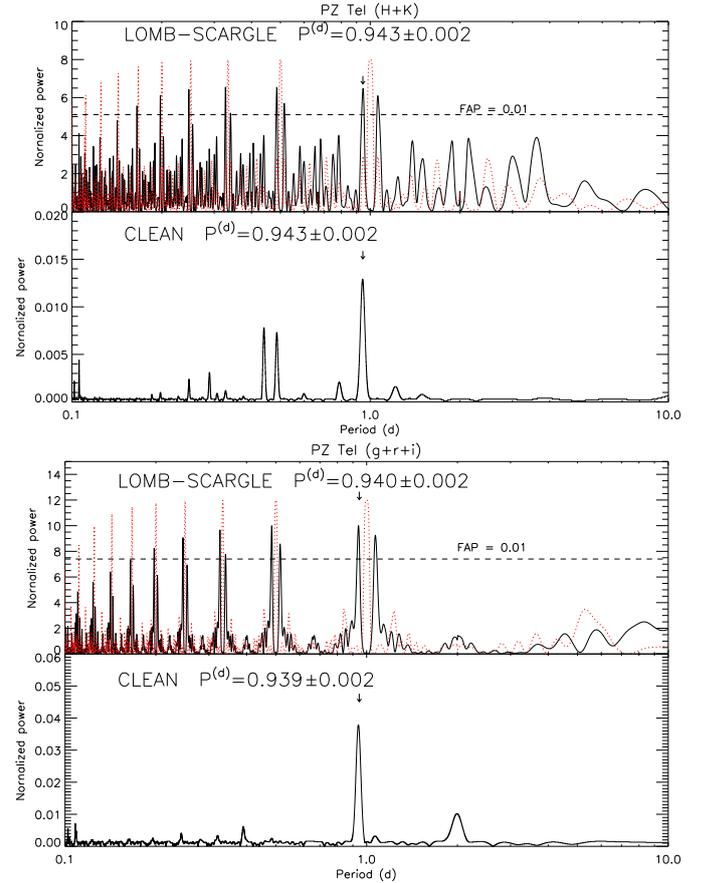 PZ Tel (H+K)
LOMB−SCARGLE P(d)=0.943±0.002
10
8
6
4
2
0
Normalized power
FAP = 0.01
CLEAN P(d)=0.943±0.002
0.020
0.015
0.010
0.005
0.000
Normalized power
0.1 1.0 10.0
Period (d)
PZ Tel (g+r+i)
LOMB−SCARGLE P(d)=0.940±0.002
14
12
10
8
6
4
2
0
Normalized power
FAP = 0.01
CLEAN P(d)=0.939±0.002
0.06
0.05
0.04
0.03
0.02
0.01
0.00
Normalized power
0.1 1.0 10.0
Period (d)